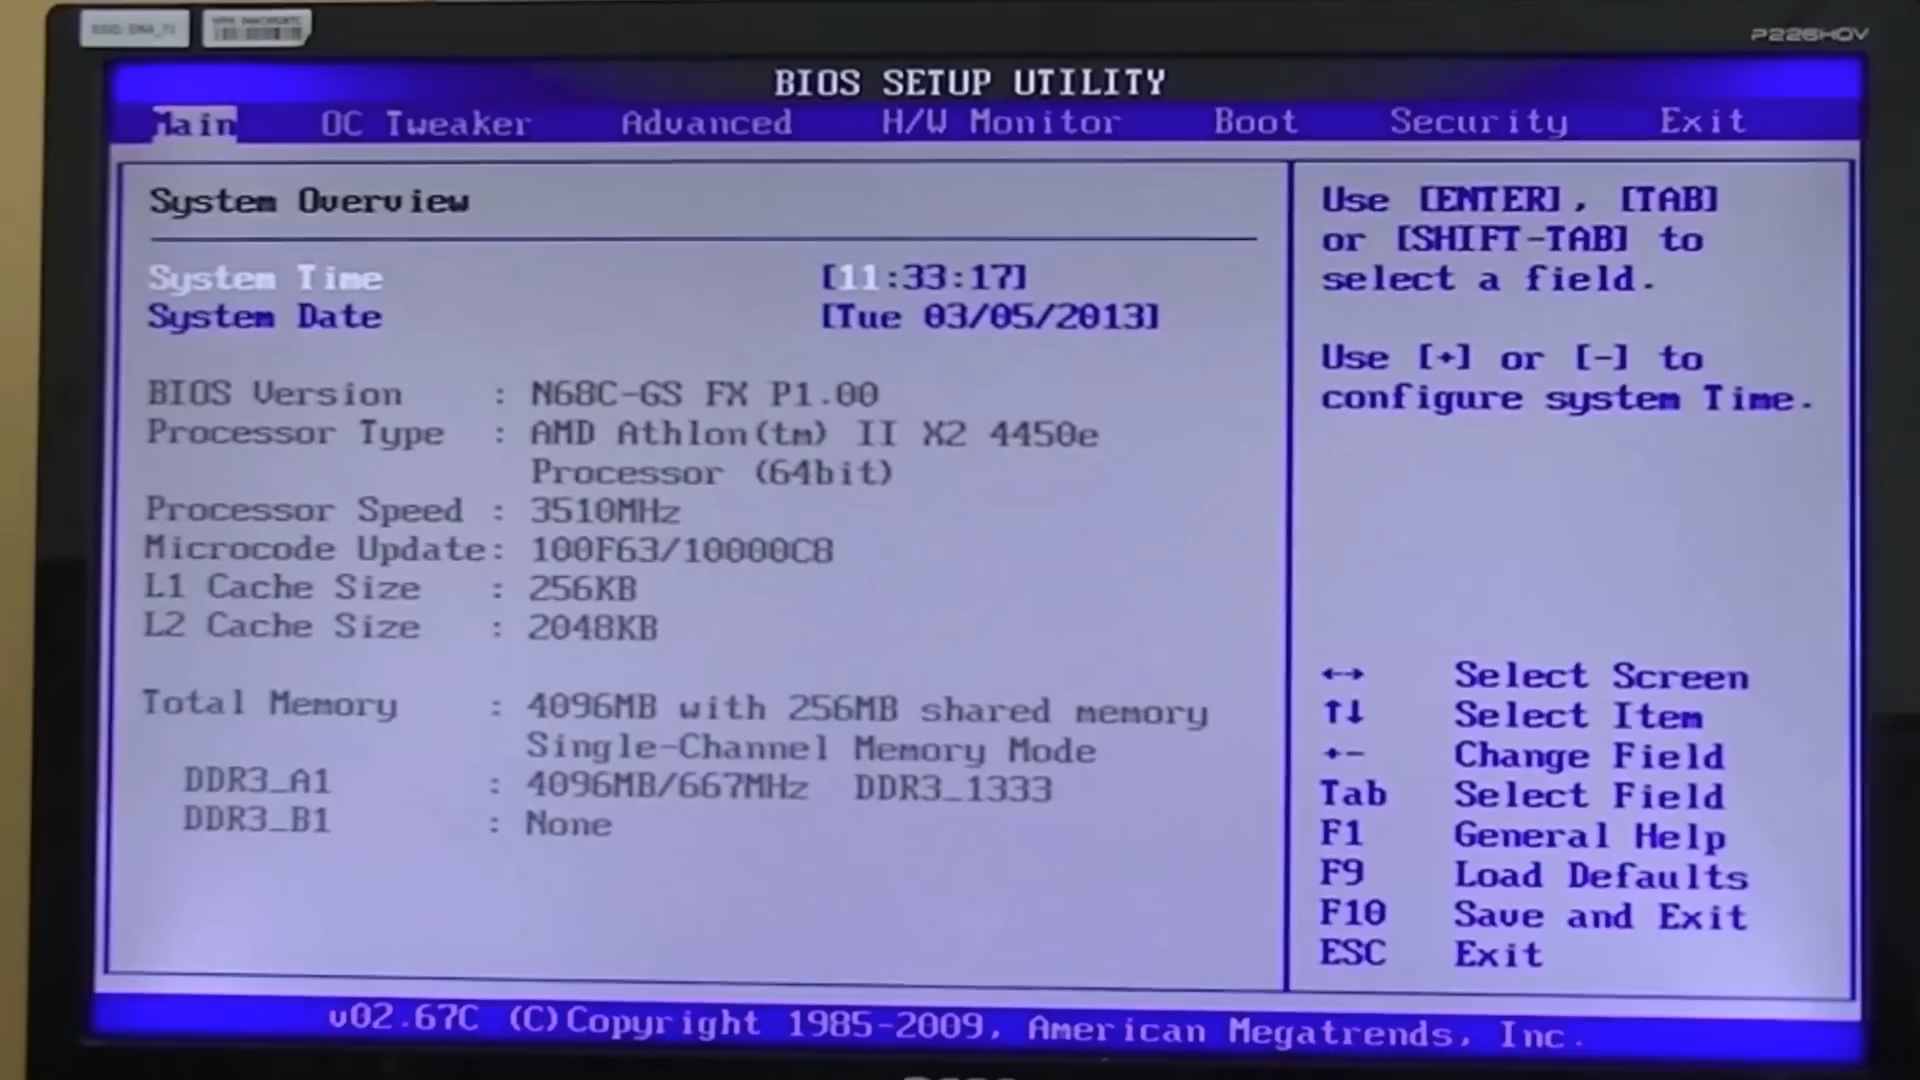 P226HQV
BIOS SETUP UTILITY
Main OC Tweaker Advanced H/W Monitor Boot Security Exit
System Overview
System Time [11:33:17]
System Date [Tue 03/05/2013]
BIOS Version : N68C-GS FX P1.00
Processor Type : AMD Athlon(tm) II X2 4450e
Processor (64bit)
Processor Speed : 3510MHz
Microcode Update: 100F63/10000C8
L1 Cache Size : 256KB
L2 Cache Size : 2048KB
Total Memory : 4096MB with 256MB shared memory
Single-Channel Memory Mode
DDR3_A1 : 4096MB/667MHz DDR3_1333
DDR3_B1 : None
Use [ENTER], [TAB]
or [SHIFT-TAB] to
select a field.
Use [+] or [-] to
configure system Time.
←→ Select Screen
↑↓ Select Item
+- Change Field
Tab Select Field
F1 General Help
F9 Load Defaults
F10 Save and Exit
ESC Exit
v02.67C (C)Copyright 1985-2009, American Megatrends, Inc.